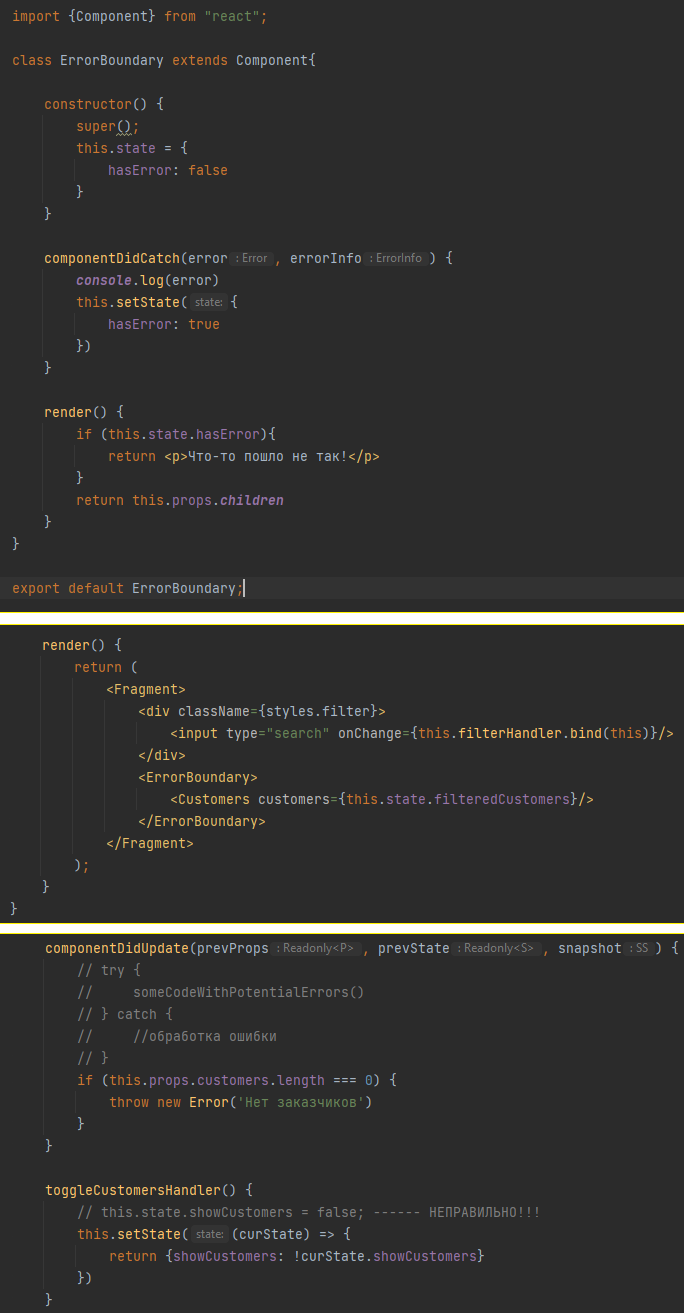 import {Component} from "react";
class ErrorBoundary extends Component{
constructor() {
super();
this.state = {
hasError: false
}
}
componentDidCatch(error : Error , errorInfo : ErrorInfo ) {
console.log(error)
this.setState( state: {
hasError: true
})
}
render() {
if (this.state.hasError){
return <p>Что-то пошло не так!</p>
}
return this.props.children
}
}
export default ErrorBoundary;
render() {
return (
<Fragment>
<div className={styles.filter}>
<input type="search" onChange={this.filterHandler.bind(this)}/>
</div>
<ErrorBoundary>
<Customers customers={this.state.filteredCustomers}/>
</ErrorBoundary>
</Fragment>
);
}
}
componentDidUpdate(prevProps : Readonly<P> , prevState : Readonly<S> , snapshot : SS ) {
// try {
//     someCodeWithPotentialErrors()
// } catch {
//     //обработка ошибки
// }
if (this.props.customers.length === 0) {
throw new Error('Нет заказчиков')
}
}
toggleCustomersHandler() {
// this.state.showCustomers = false; ------ НЕПРАВИЛЬНО!!!
this.setState( state: (curState) => {
return {showCustomers: !curState.showCustomers}
})
}